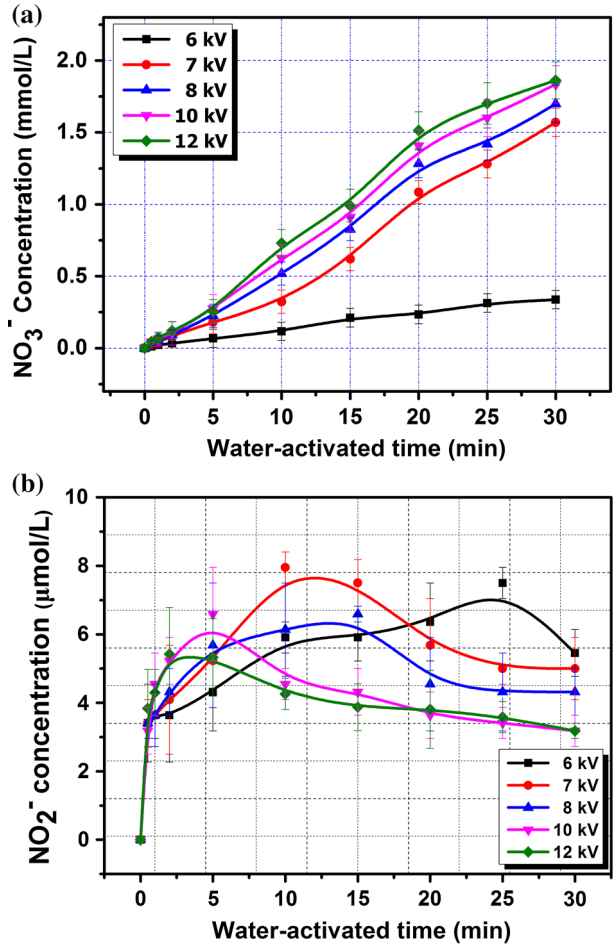 (a)
6 kV
7 kV
8 kV
10 kV
12 kV
NO3⁻ Concentration (mmol/L)
2.0
1.5
1.0
0.5
0.0
0 5 10 15 20 25 30
Water-activated time (min)
(b)
NO2⁻ concentration (μmol/L)
10
8
6
4
2
0
6 kV
7 kV
8 kV
10 kV
12 kV
0 5 10 15 20 25 30
Water-activated time (min)